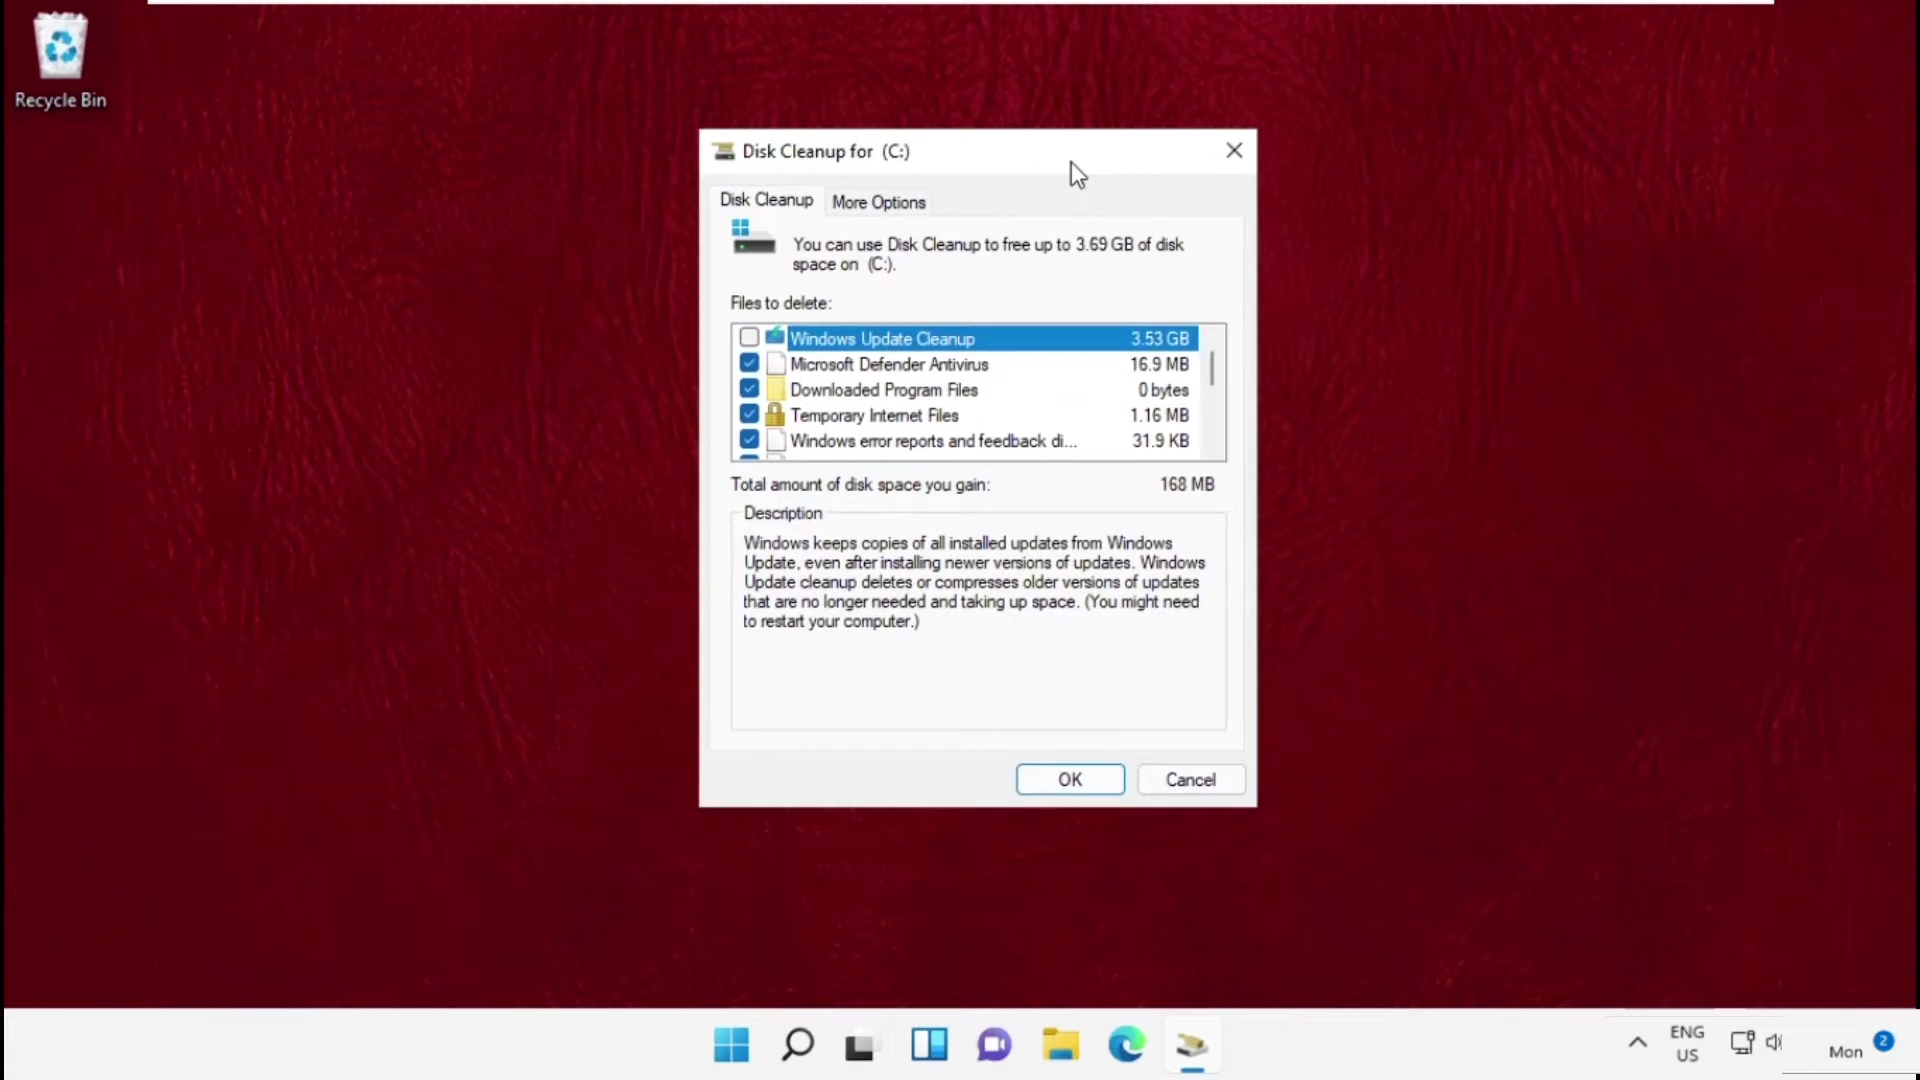 Recycle Bin
Disk Cleanup for (C:)
Disk Cleanup
More Options
You can use Disk Cleanup to free up to 3.69 GB of disk
space on (C:).
Files to delete:
Windows Update Cleanup 3.53 GB
Microsoft Defender Antivirus 16.9 MB
Downloaded Program Files 0 bytes
Temporary Internet Files 1.16 MB
Windows error reports and feedback di... 31.9 KB
Total amount of disk space you gain: 168 MB
Description
Windows keeps copies of all installed updates from Windows
Update, even after installing newer versions of updates. Windows
Update cleanup deletes or compresses older versions of updates
that are no longer needed and taking up space. (You might need
to restart your computer.)
OK
Cancel
ENG
US
Mon
2